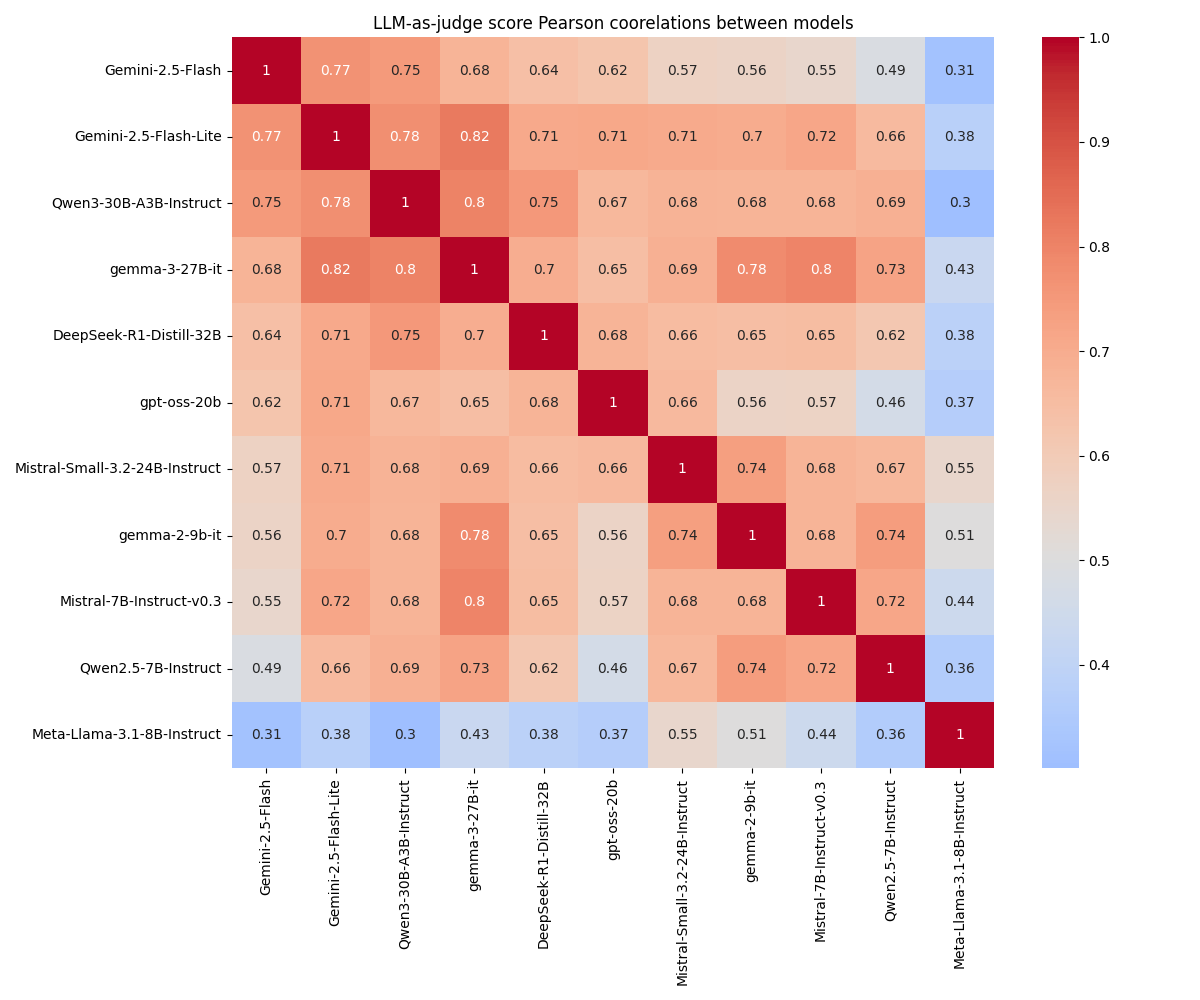 LLM-as-judge score Pearson coorelations between models
Gemini-2.5-Flash 1 0.77 0.75 0.68 0.64 0.62 0.57 0.56 0.55 0.49 0.31
Gemini-2.5-Flash-Lite 0.77 1 0.78 0.82 0.71 0.71 0.71 0.7 0.72 0.66 0.38
Qwen3-30B-A3B-Instruct 0.75 0.78 1 0.8 0.75 0.67 0.68 0.68 0.68 0.69 0.3
gemma-3-27B-it 0.68 0.82 0.8 1 0.7 0.65 0.69 0.78 0.8 0.73 0.43
DeepSeek-R1-Distill-32B 0.64 0.71 0.75 0.7 1 0.68 0.66 0.65 0.65 0.62 0.38
gpt-oss-20b 0.62 0.71 0.67 0.65 0.68 1 0.66 0.56 0.57 0.46 0.37
Mistral-Small-3.2-24B-Instruct 0.57 0.71 0.68 0.69 0.66 0.66 1 0.74 0.68 0.67 0.55
gemma-2-9b-it 0.56 0.7 0.68 0.78 0.65 0.56 0.74 1 0.68 0.74 0.51
Mistral-7B-Instruct-v0.3 0.55 0.72 0.68 0.8 0.65 0.57 0.68 0.68 1 0.72 0.44
Qwen2.5-7B-Instruct 0.49 0.66 0.69 0.73 0.62 0.46 0.67 0.74 0.72 1 0.36
Meta-Llama-3.1-8B-Instruct 0.31 0.38 0.3 0.43 0.38 0.37 0.55 0.51 0.44 0.36 1
Gemini-2.5-Flash
Gemini-2.5-Flash-Lite
Qwen3-30B-A3B-Instruct
gemma-3-27B-it
DeepSeek-R1-Distill-32B
gpt-oss-20b
Mistral-Small-3.2-24B-Instruct
gemma-2-9b-it
Mistral-7B-Instruct-v0.3
Qwen2.5-7B-Instruct
Meta-Llama-3.1-8B-Instruct
1.0
0.9
0.8
0.7
0.6
0.5
0.4